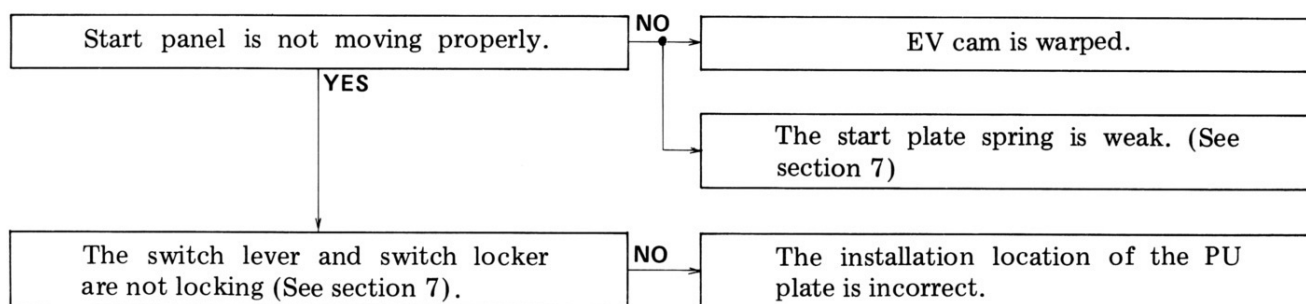 Start panel is not moving properly.
NO
EV cam is warped.
YES
The start plate spring is weak. (See
section 7)
The switch lever and switch locker
are not locking (See section 7).
NO
The installation location of the PU
plate is incorrect.